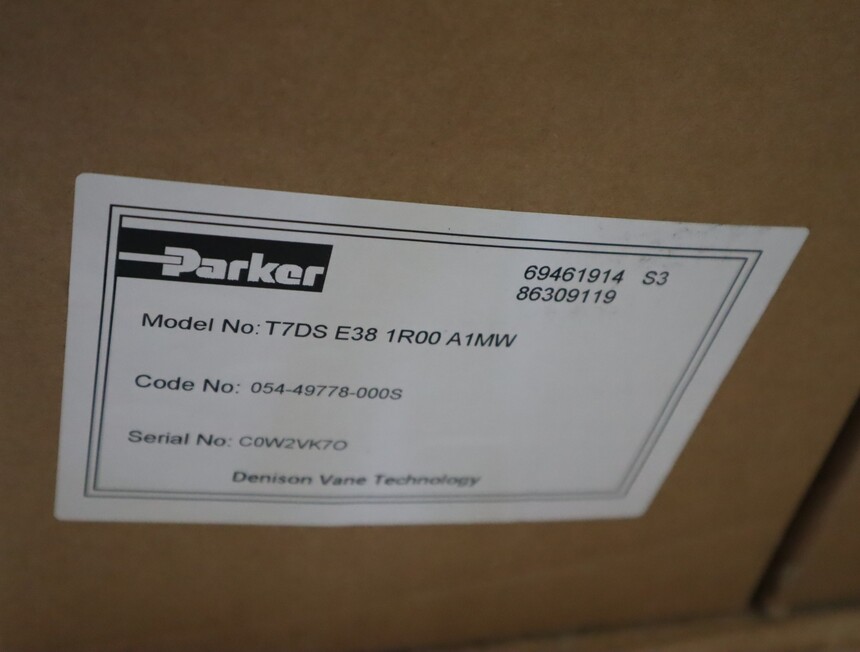 Parker
69461914 S3
86309119
Model No: T7DS E38 1R00 A1MW
Code No: 054-49778-000S
Serial No: C0W2VK7O
Denison Vane Technology